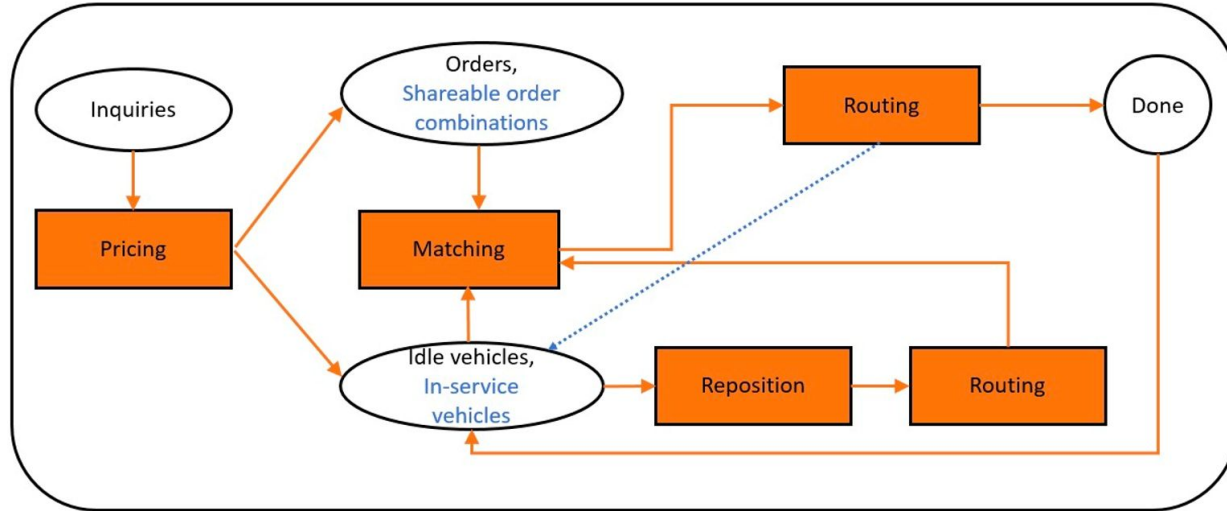 Inquiries
Pricing
Orders,
Shareable order
combinations
Matching
Idle vehicles,
In-service
vehicles
Routing
Done
Reposition
Routing